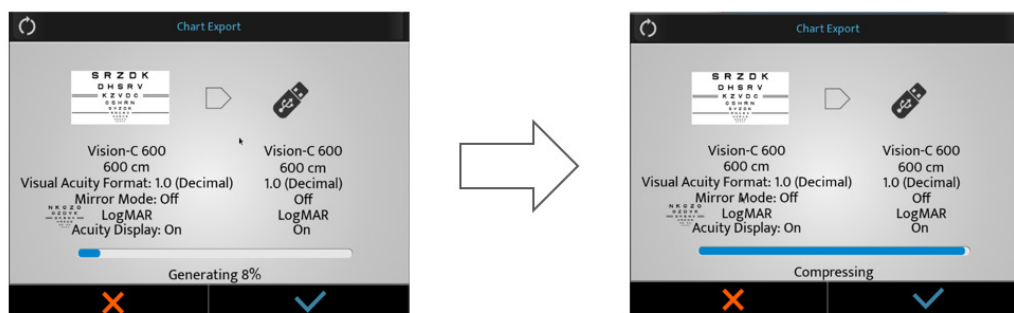 Chart Export
S R Z D K
D H S R V
K Z V D C
Vision-C 600
600 cm
Visual Acuity Format: 1.0 (Decimal)
Mirror Mode: Off
N K C Z O
LogMAR
Acuity Display: On
Vision-C 600
600 cm
1.0 (Decimal)
Off
LogMAR
On
Generating 8%
Chart Export
S R Z D K
D H S R V
K Z V D C
Vision-C 600
600 cm
Visual Acuity Format: 1.0 (Decimal)
Mirror Mode: Off
N K C Z O
LogMAR
Acuity Display: On
Vision-C 600
600 cm
1.0 (Decimal)
Off
LogMAR
On
Compressing